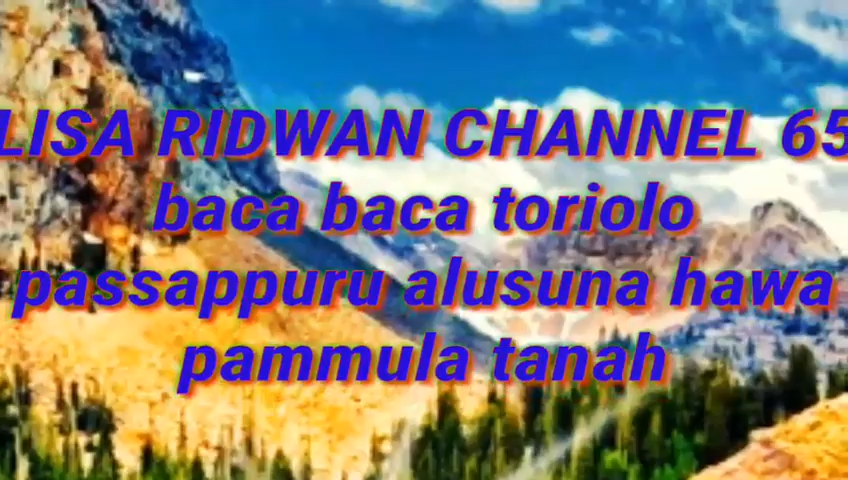 LISA RIDWAN CHANNEL 65
baca baca toriolo
passappuru alusuna hawa
pammula tanah